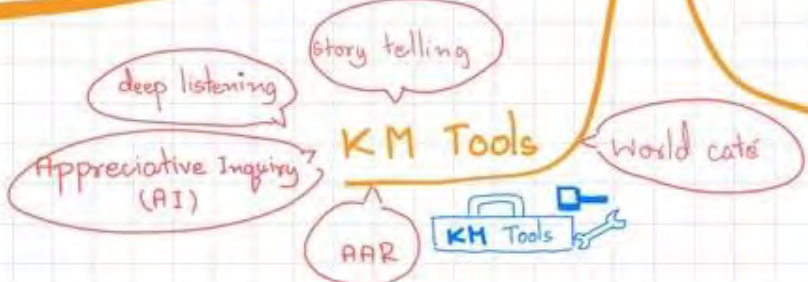 story telling
deep listening
KM Tools
World café
Appreciative Inquiry
(AI)
AAR
KM Tools